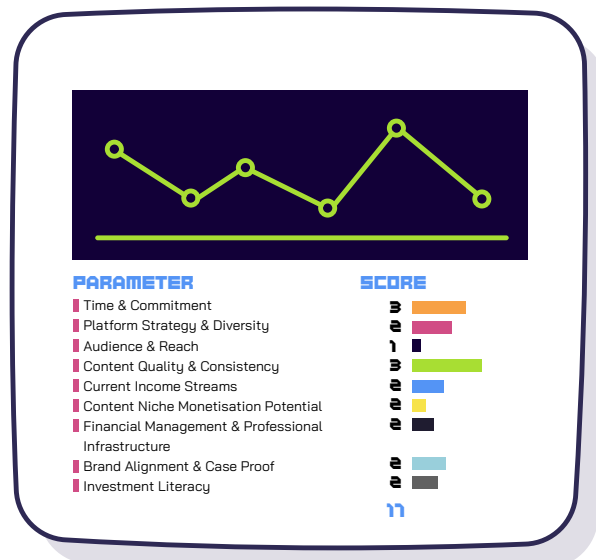 PARAMETER SCORE
Time & Commitment 3
Platform Strategy & Diversity 2
Audience & Reach 1
Content Quality & Consistency 3
Current Income Streams 2
Content Niche Monetisation Potential 2
Financial Management & Professional 2
Infrastructure
Brand Alignment & Case Proof 2
Investment Literacy 2
17